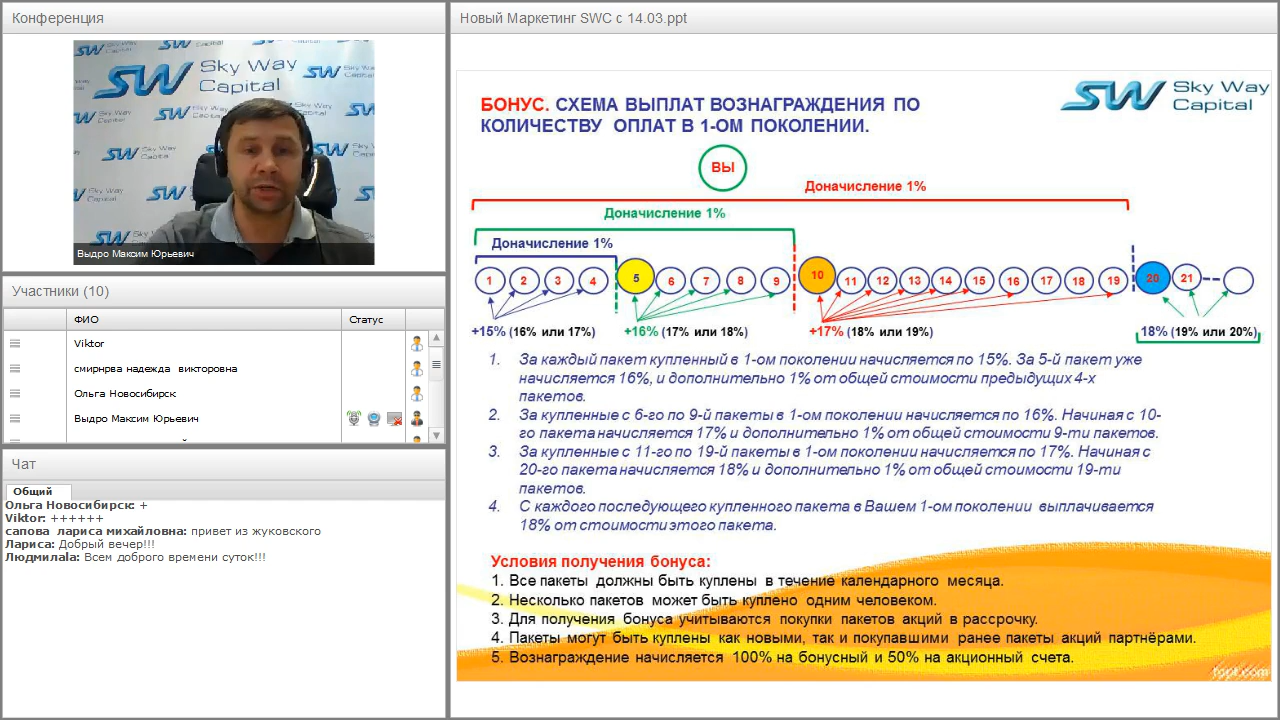 Конференция
Sky Way
Capital
SW
Sky Way
Capital
Выдро Максим Юрьевич
Участники (10)
ФИО
Статус
Viktor
смирнрва надежда викторовна
Ольга Новосибирск
Выдро Максим Юрьевич
Чат
Общий
Ольга Новосибирск: +
Viktor: ++++++
сапова лариса михайловна: привет из жуковского
Лариса: Добрый вечер!!!
Людмилаla: Всем доброго времени суток!!!
Новый Маркетинг SWC с 14.03.ppt
SW Sky Way
Capital
БОНУС. СХЕМА ВЫПЛАТ ВОЗНАГРАЖДЕНИЯ ПО
КОЛИЧЕСТВУ ОПЛАТ В 1-ОМ ПОКОЛЕНИИ.
ВЫ
Доначисление 1%
Доначисление 1%
Доначисление 1%
1 2 3 4 5 6 7 8 9 10 11 12 13 14 15 16 17 18 19 20 21
+15% (16% или 17%) +16% (17% или 18%) +17% (18% или 19%) 18% (19% или 20%)
1. За каждый пакет купленный в 1-ом поколении начисляется по 15%. За 5-й пакет уже
начисляется 16%, и дополнительно 1% от общей стоимости предыдущих 4-х
пакетов.
2. За купленные с 6-го по 9-й пакеты в 1-ом поколении начисляется по 16%. Начиная с 10-
го пакета начисляется 17% и дополнительно 1% от общей стоимости 9-ти пакетов.
3. За купленные с 11-го по 19-й пакеты в 1-ом поколении начисляется по 17%. Начиная с
20-го пакета начисляется 18% и дополнительно 1% от общей стоимости 19-ти
пакетов.
4. С каждого последующего купленного пакета в Вашем 1-ом поколении выплачивается
18% от стоимости этого пакета.
Условия получения бонуса:
1. Все пакеты должны быть куплены в течение календарного месяца.
2. Несколько пакетов может быть куплено одним человеком.
3. Для получения бонуса учитываются покупки пакетов акций в рассрочку.
4. Пакеты могут быть куплены как новыми, так и покупавшими ранее пакеты акций партнёрами.
5. Вознаграждение начисляется 100% на бонусный и 50% на акционный счета.
fppt.com